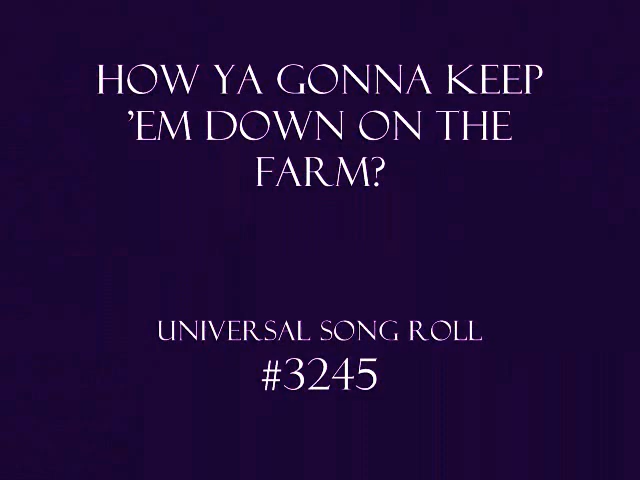 HOW YA GONNA KEEP
'EM DOWN ON THE
FARM?
UNIVERSAL SONG ROLL
#3245